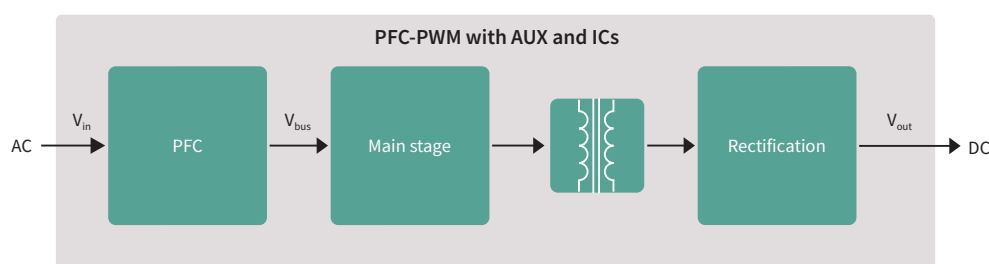 PFC-PWM with AUX and ICs
AC
Vin
PFC
Vbus
Main stage
Rectification
Vout
DC